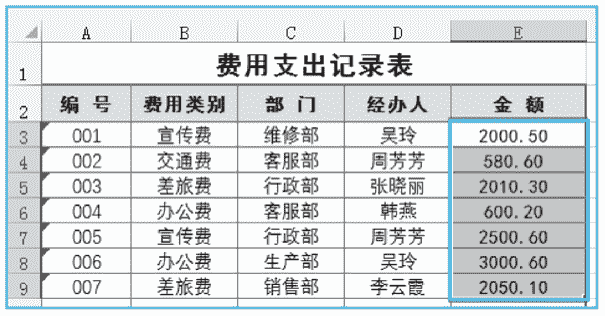 A B C D E
1 费用支出记录表
2 编 号 费用类别 部 门 经办人 金 额
3 001 宣传费 维修部 吴玲 2000.50
4 002 交通费 客服部 周芳芳 580.60
5 003 差旅费 行政部 张晓丽 2010.30
6 004 办公费 客服部 韩燕 600.20
7 005 宣传费 行政部 周芳芳 2500.60
8 006 办公费 生产部 吴玲 3000.60
9 007 差旅费 销售部 李云霞 2050.10